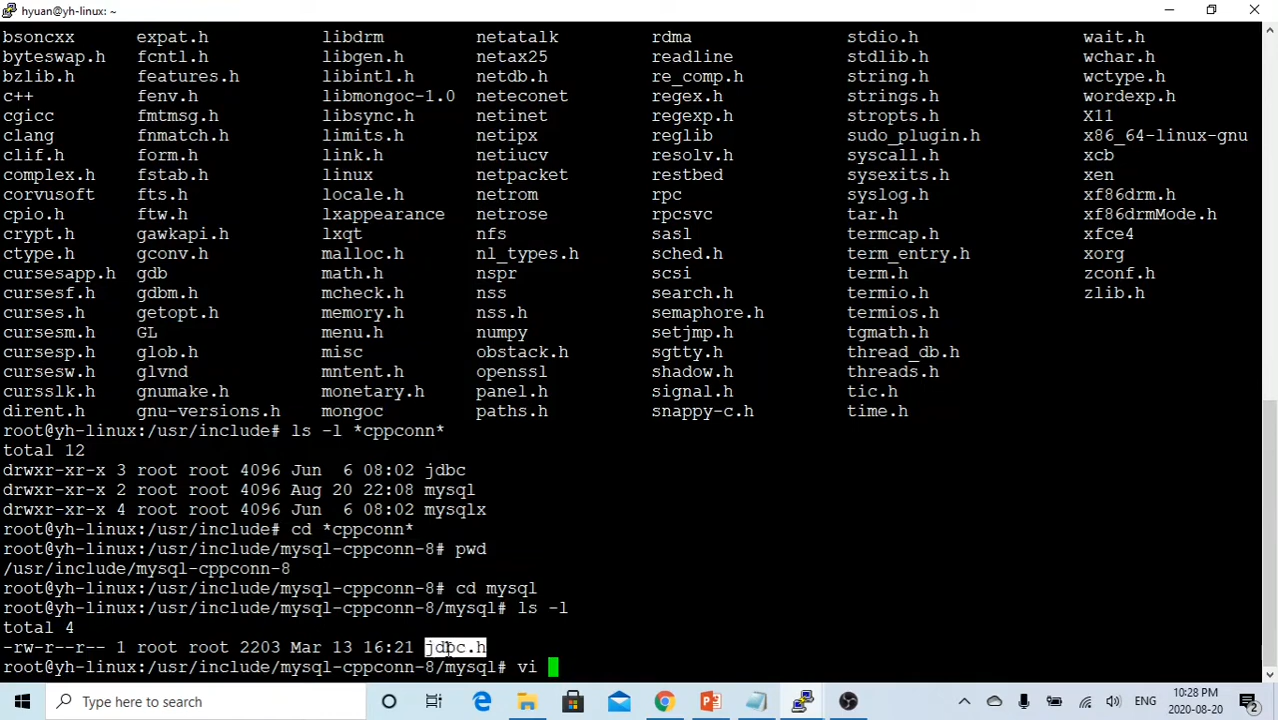 hyuan@yh-linux: ~
bsoncxx expat.h libdrm netatalk rdma stdio.h wait.h
byteswap.h fcntl.h libgen.h netax25 readline stdlib.h wchar.h
bzlib.h features.h libintl.h netdb.h re_comp.h string.h wctype.h
c++ fenv.h libmongoc-1.0 neteconet regex.h strings.h wordexp.h
cgicc fmtmsg.h libsync.h netinet regexp.h stropts.h X11
clang fnmatch.h limits.h netipx reglib sudo_plugin.h x86_64-linux-gnu
clif.h form.h link.h netiucv resolv.h syscall.h xcb
complex.h fstab.h linux netpacket restbed sysexits.h xen
corvusoft fts.h locale.h netrom rpc syslog.h xf86drm.h
cpio.h ftw.h lxappearance netrose rpcsvc tar.h xf86drmMode.h
crypt.h gawkapi.h lxqt nfs sasl termcap.h xfce4
ctype.h gconv.h malloc.h nl_types.h sched.h term_entry.h xorg
cursesapp.h gdb math.h nspr scsi term.h zconf.h
cursesf.h gdbm.h mcheck.h nss search.h termio.h zlib.h
curses.h getopt.h memory.h nss.h semaphore.h termios.h
cursesm.h GL menu.h numpy setjmp.h tgmath.h
cursesp.h glob.h misc obstack.h sgtty.h thread_db.h
cursesw.h glvnd mntent.h openssl shadow.h threads.h
cursslk.h gnumake.h monetary.h panel.h signal.h tic.h
dirent.h gnu-versions.h mongoc paths.h snappy-c.h time.h
root@yh-linux:/usr/include# ls -l *cppconn*
total 12
drwxr-xr-x 3 root root 4096 Jun  6 08:02 jdbc
drwxr-xr-x 2 root root 4096 Aug 20 22:08 mysql
drwxr-xr-x 4 root root 4096 Jun  6 08:02 mysqlx
root@yh-linux:/usr/include# cd *cppconn*
root@yh-linux:/usr/include/mysql-cppconn-8# pwd
/usr/include/mysql-cppconn-8
root@yh-linux:/usr/include/mysql-cppconn-8# cd mysql
root@yh-linux:/usr/include/mysql-cppconn-8/mysql# ls -l
total 4
-rw-r--r-- 1 root root 2203 Mar 13 16:21 jdbc.h
root@yh-linux:/usr/include/mysql-cppconn-8/mysql# vi
Type here to search
ENG
10:28 PM
2020-08-20
2